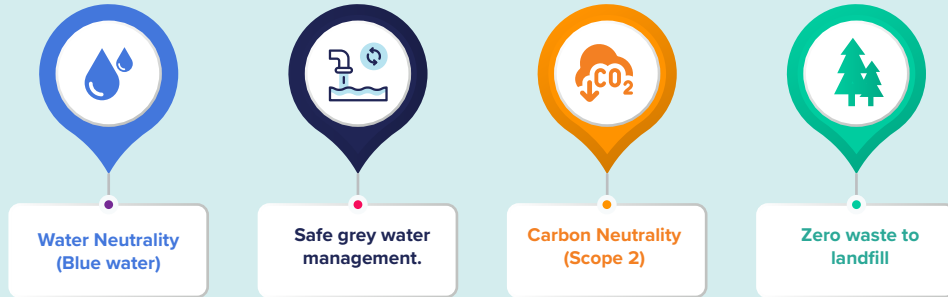 CO2
Water Neutrality
(Blue water)
Safe grey water
management.
Carbon Neutrality
(Scope 2)
Zero waste to
landfill